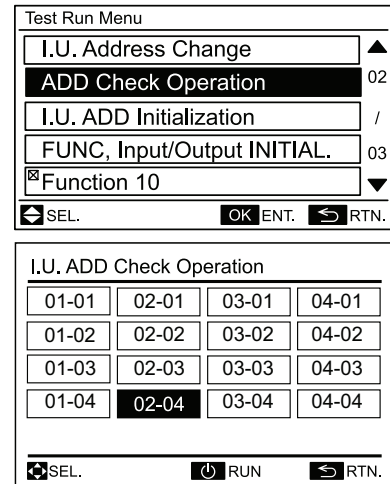 Test Run Menu
I.U. Address Change
ADD Check Operation 02
I.U. ADD Initialization /
FUNC, Input/Output INITIAL. 03
Function 10
SEL. OK ENT. RTN.
I.U. ADD Check Operation
01-01 02-01 03-01 04-01
01-02 02-02 03-02 04-02
01-03 02-03 03-03 04-03
01-04 02-04 03-04 04-04
SEL. RUN RTN.